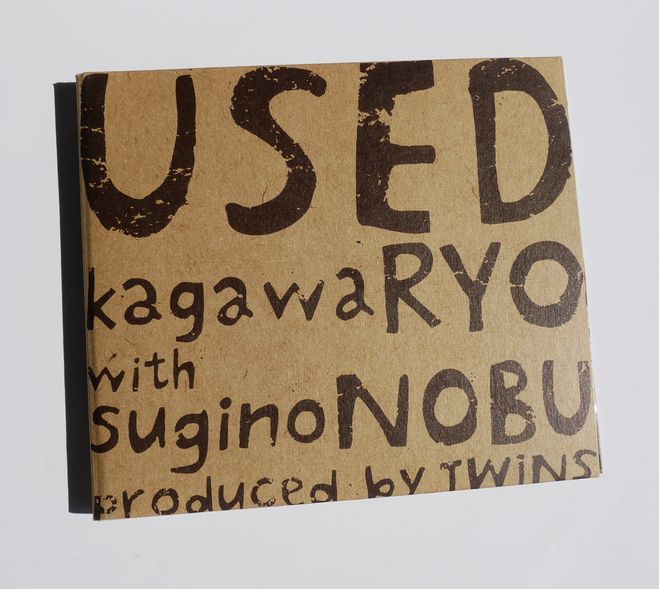 USED
kagawaRYO
with
suginoNOBU
produced by TWiNS